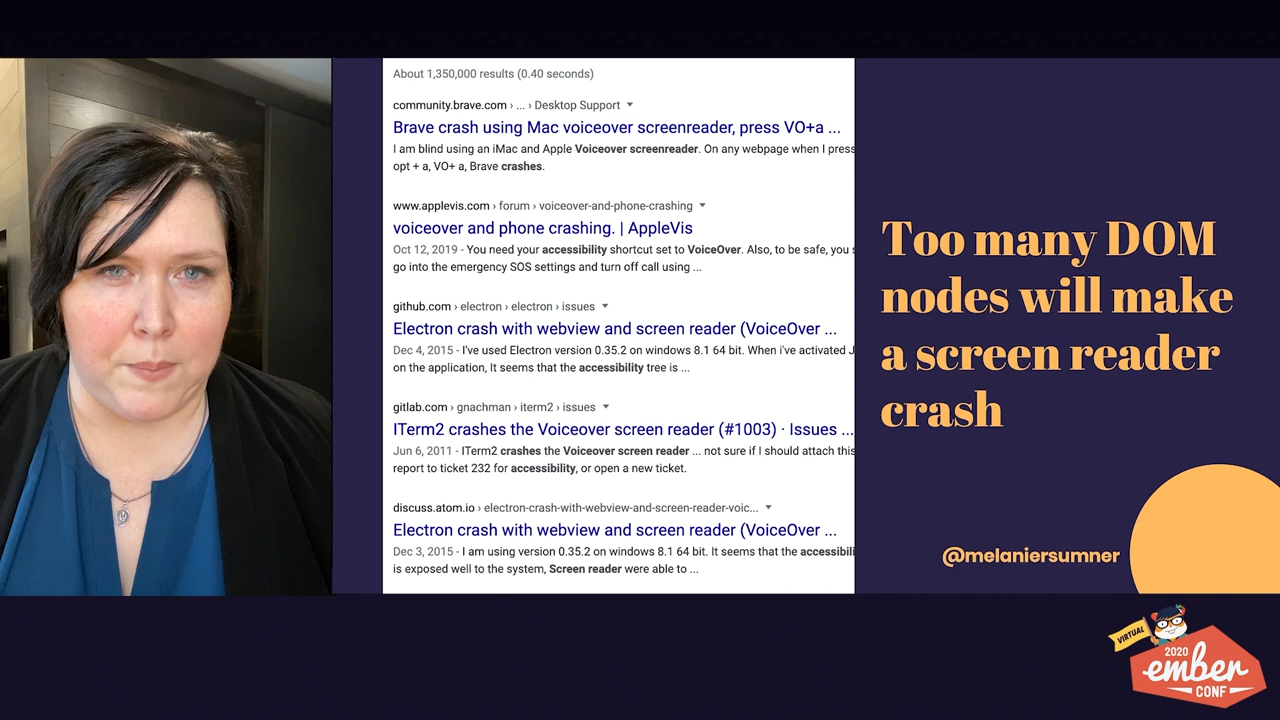 About 1,350,000 results (0.40 seconds)
community.brave.com › ... › Desktop Support
Brave crash using Mac voiceover screenreader, press VO+a ...
I am blind using an iMac and Apple Voiceover screenreader. On any webpage when I press
opt + a, VO+ a, Brave crashes.
www.applevis.com › forum › voiceover-and-phone-crashing
voiceover and phone crashing. | AppleVis
Oct 12, 2019 - You need your accessibility shortcut set to VoiceOver. Also, to be safe, you s
go into the emergency SOS settings and turn off call using ...
github.com › electron › electron › issues
Electron crash with webview and screen reader (VoiceOver ...
Dec 4, 2015 - I've used Electron version 0.35.2 on windows 8.1 64 bit. When i've activated J
on the application, It seems that the accessibility tree is ...
gitlab.com › gnachman › iterm2 › issues
ITerm2 crashes the Voiceover screen reader (#1003) · Issues ...
Jun 6, 2011 - ITerm2 crashes the Voiceover screen reader ... not sure if I should attach this
report to ticket 232 for accessibility, or open a new ticket.
discuss.atom.io › electron-crash-with-webview-and-screen-reader-voic...
Electron crash with webview and screen reader (VoiceOver ...
Dec 3, 2015 - I am using version 0.35.2 on windows 8.1 64 bit. It seems that the accessibili
is exposed well to the system, Screen reader were able to ...
Too many DOM
nodes will make
a screen reader
crash
@melaniersumner
VIRTUAL
2020
ember
CONF